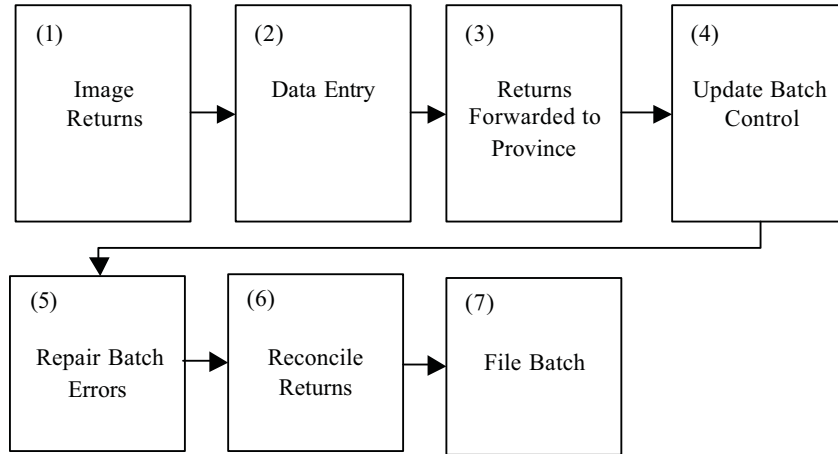 (1)
Image
Returns
(2)
Data Entry
(3)
Returns
Forwarded to
Province
(4)
Update Batch
Control
(5)
Repair Batch
Errors
(6)
Reconcile
Returns
(7)
File Batch